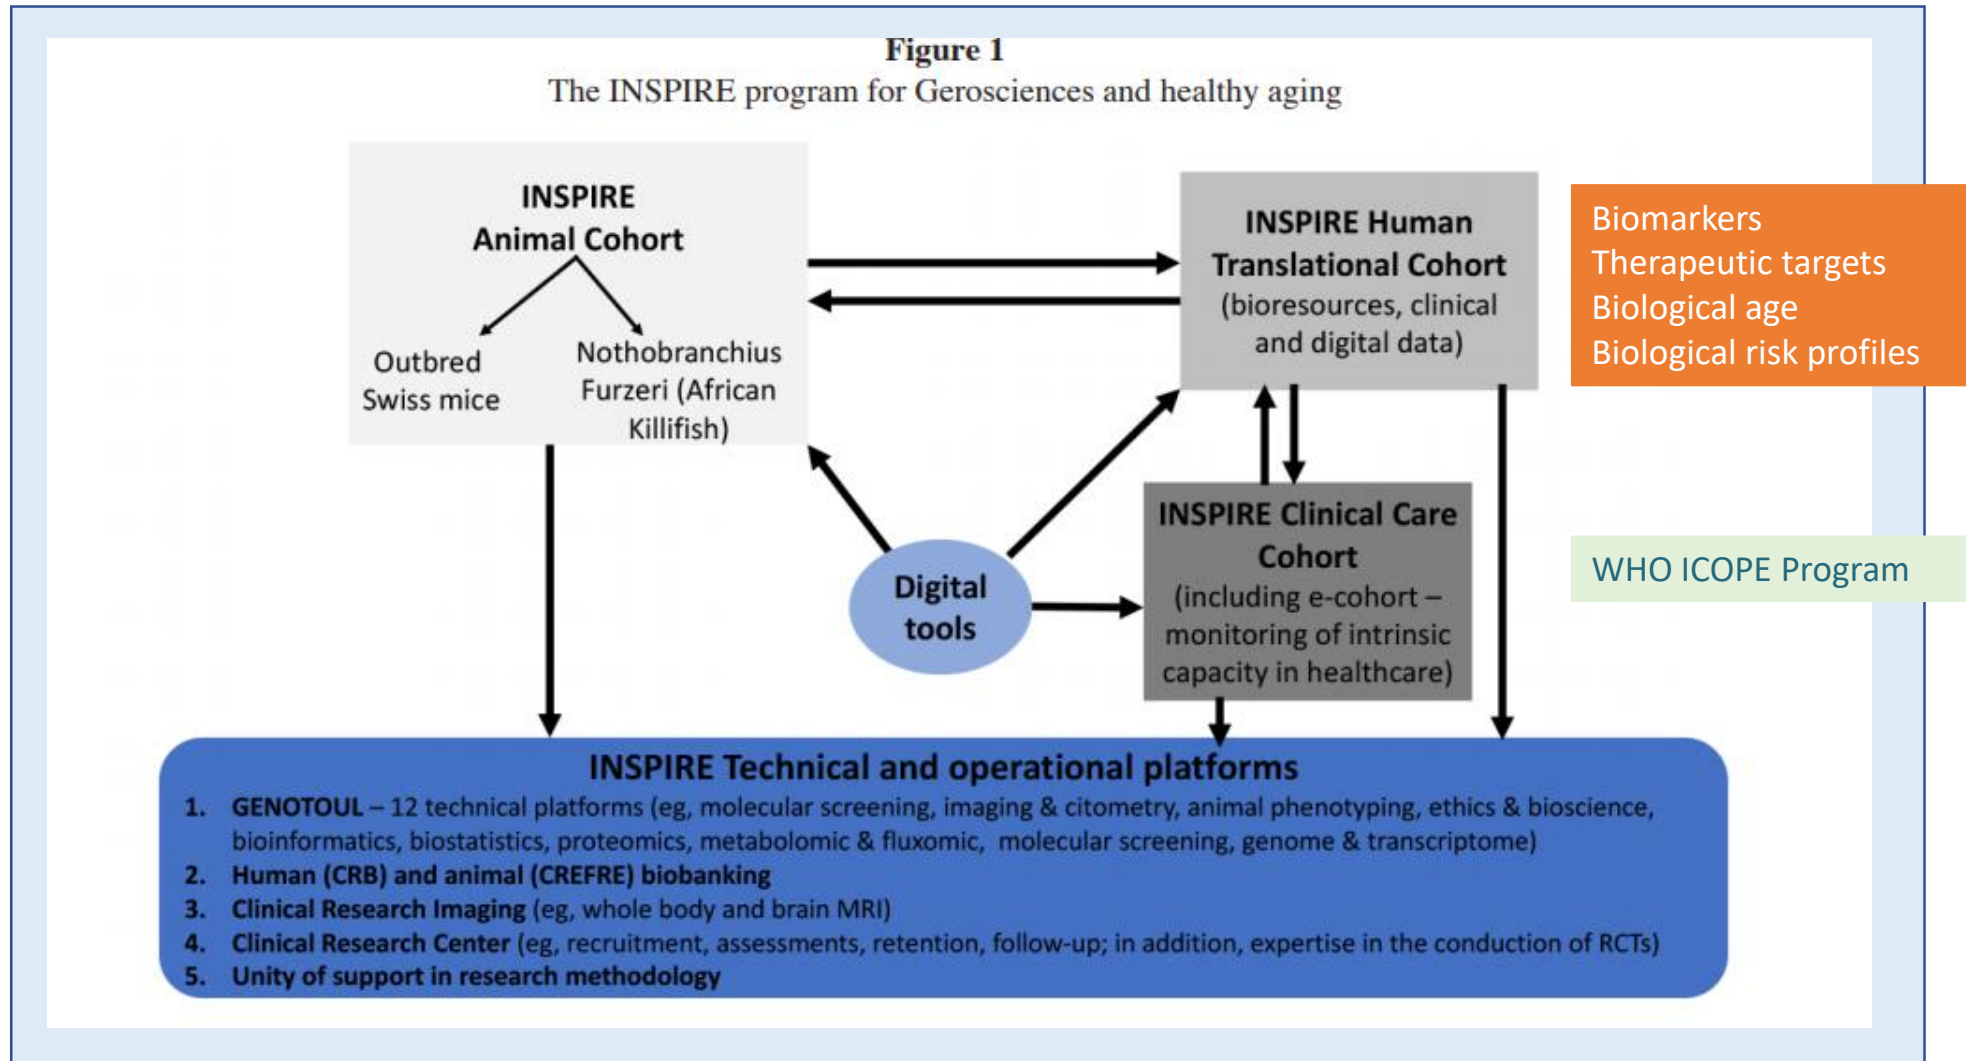 Figure 1
The INSPIRE program for Gerosciences and healthy aging
INSPIRE
Animal Cohort
Outbred
Swiss mice
Nothobranchius
Furzeri (African
Killifish)
INSPIRE Human
Translational Cohort
(bioresources, clinical
and digital data)
Biomarkers
Therapeutic targets
Biological age
Biological risk profiles
Digital
tools
INSPIRE Clinical Care
Cohort
(including e-cohort –
monitoring of intrinsic
capacity in healthcare)
WHO ICOPE Program
INSPIRE Technical and operational platforms
1. GENOTOUL – 12 technical platforms (eg, molecular screening, imaging & citometry, animal phenotyping, ethics & bioscience,
bioinformatics, biostatistics, proteomics, metabolomic & fluxomic, molecular screening, genome & transcriptome)
2. Human (CRB) and animal (CREFRE) biobanking
3. Clinical Research Imaging (eg, whole body and brain MRI)
4. Clinical Research Center (eg, recruitment, assessments, retention, follow-up; in addition, expertise in the conduction of RCTs)
5. Unity of support in research methodology